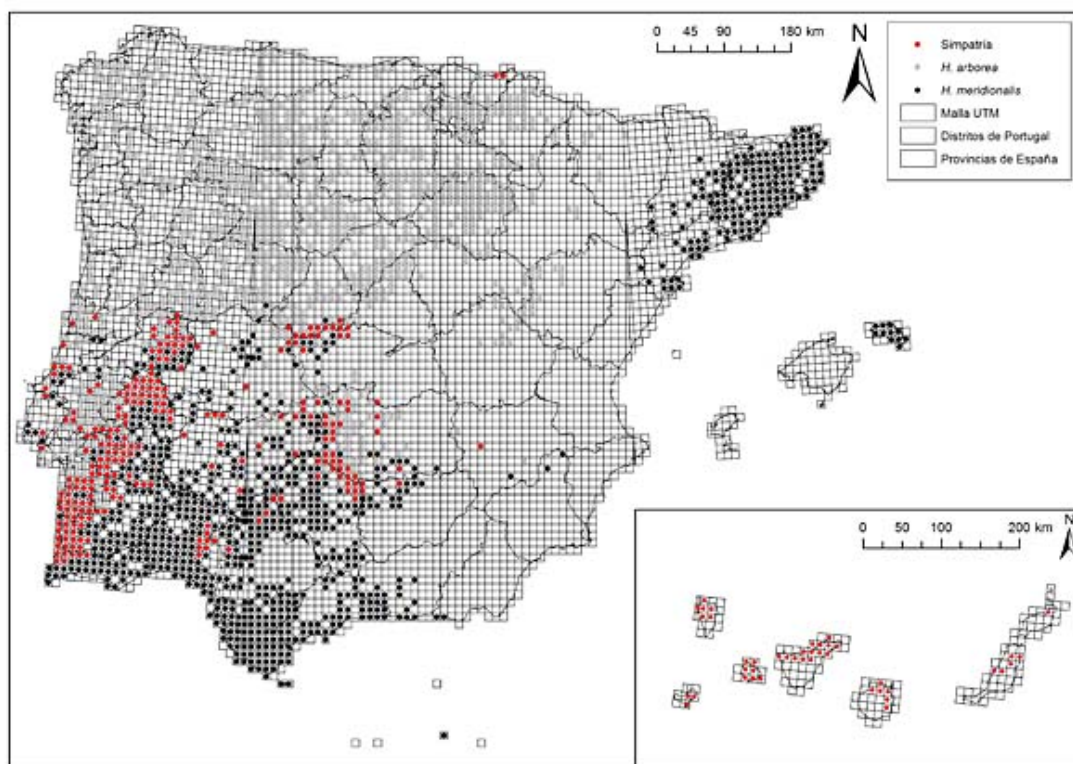 0 45 90 180 km
N
Simpatría
H. arborea
H. meridionalis
Malla UTM
Distritos de Portugal
Provincias de España
0 50 100 200 km
N